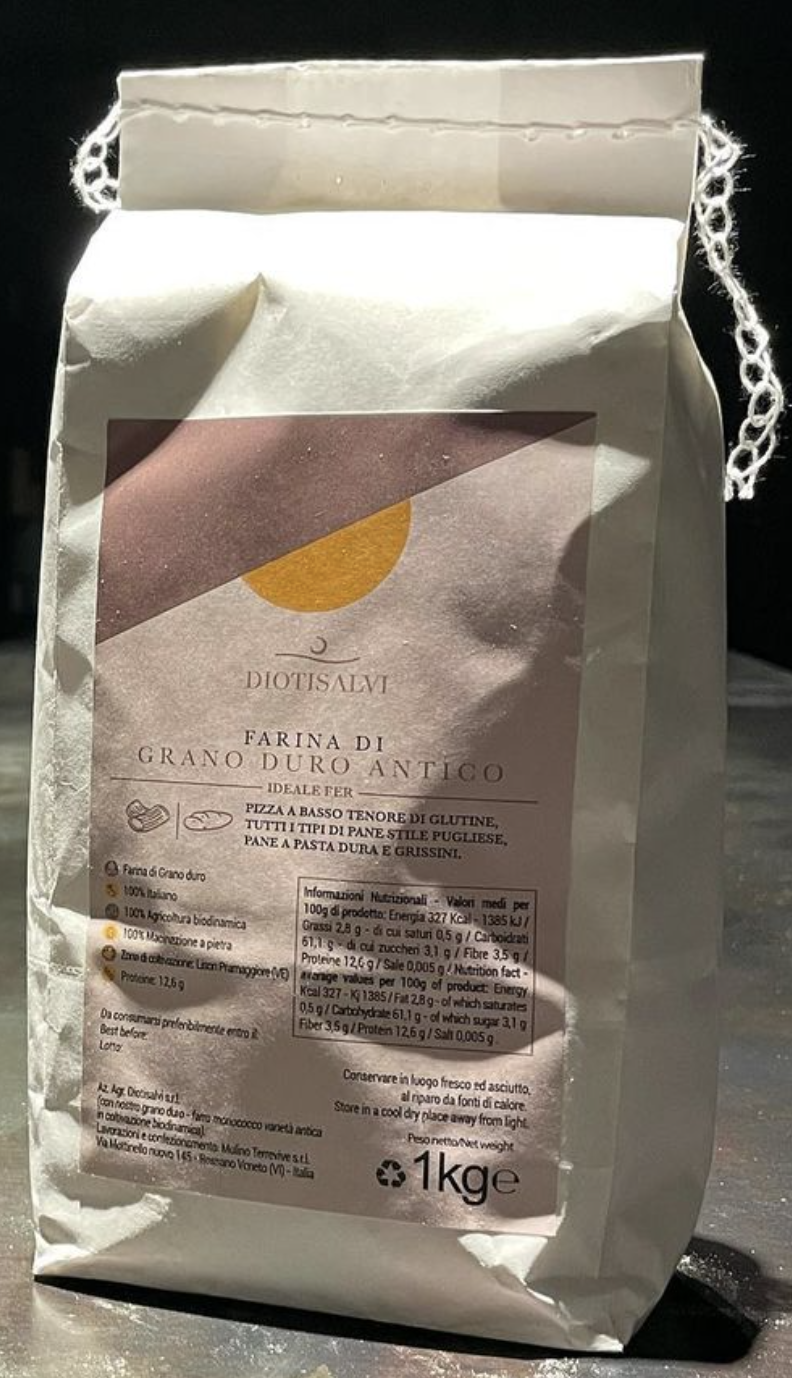 DIOTISALVI
FARINA DI
GRANO DURO ANTICO
IDEALE PER
PIZZA A BASSO TENORE DI GLUTINE,
TUTTI I TIPI DI PANE STILE PUGLIESE,
PANE A PASTA DURA E GRISSINI.
Farina di Grano duro
100% Italiano
100% Agricoltura biodinamica
100% Macinazione a pietra
Zona di coltivazione: Lison Pramaggiore (VE)
Proteine: 12,6 g
Informazioni Nutrizionali - Valori medi per
100g di prodotto: Energia 327 Kcal - 1385 kJ /
Grassi 2,8 g - di cui saturi 0,5 g / Carboidrati
61,1 g - di cui zuccheri 3,1 g / Fibre 3,5 g /
Proteine 12,6 g / Sale 0,005 g / Nutrition fact -
average values per 100g of product: Energy
Kcal 327 - Kj 1385 / Fat 2,8 g - of which saturates
0,5 g / Carbohydrate 61,1 g - of which sugar 3,1 g
Fiber 3,5 g / Protein 12,6 g / Salt 0,005 g.
Da consumarsi preferibilmente entro il:
Best before:
Lotto:
Az. Agr. Diotisalvi s.r.l.
(con nostro grano duro - farro monococco varietà antica
in coltivazione biodinamica).
Lavorazioni e confezionamento: Mulino Terrevive s.r.l.
Via Mottinello nuovo 145 - Rossano Veneto (VI) - Italia
Conservare in luogo fresco ed asciutto,
al riparo da fonti di calore.
Store in a cool dry place away from light.
Peso netto/Net weight
1kg e